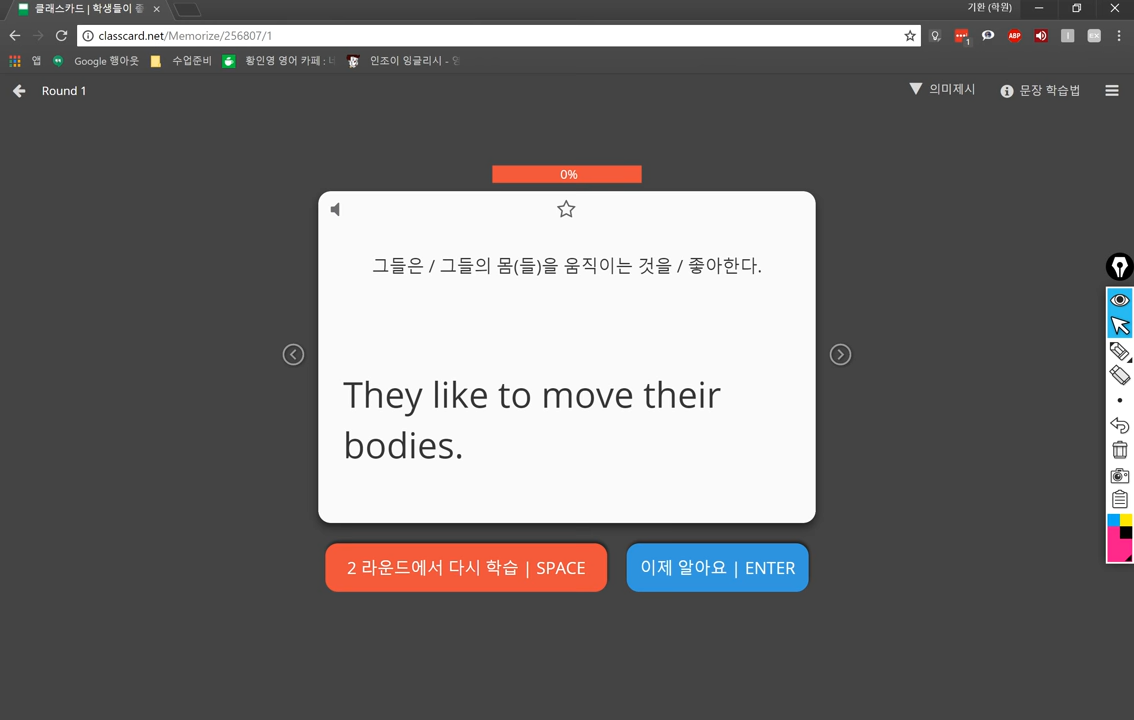 클래스카드 | 학생들이
기환 (학원)
classcard.net/Memorize/256807/1
ABP
1
앱
Google 행아웃
수업준비
황인영 영어 카페 :
인조이 잉글리시 -
Round 1
의미제시
문장 학습법
0%
그들은 / 그들의 몸(들)을 움직이는 것을 / 좋아한다.
They like to move their
bodies.
2 라운드에서 다시 학습 | SPACE
이제 알아요 | ENTER